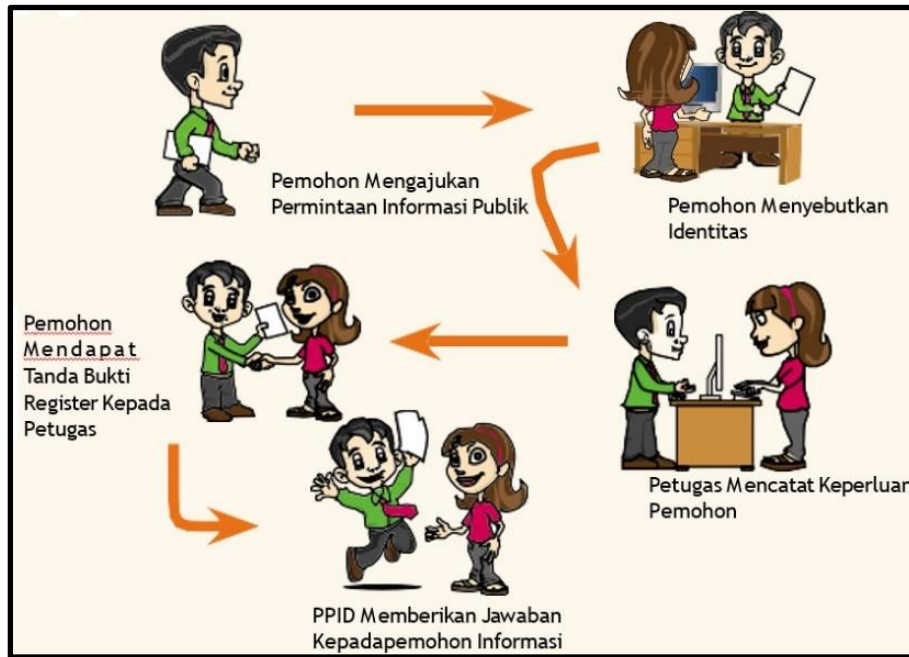 Pemohon Mengajukan
Permintaan Informasi Publik
Pemohon Menyebutkan
Identitas
Petugas Mencatat Keperluan
Pemohon
Pemohon
Mendapat
Tanda Bukti
Register Kepada
Petugas
PPID Memberikan Jawaban
Kepadapemohon Informasi